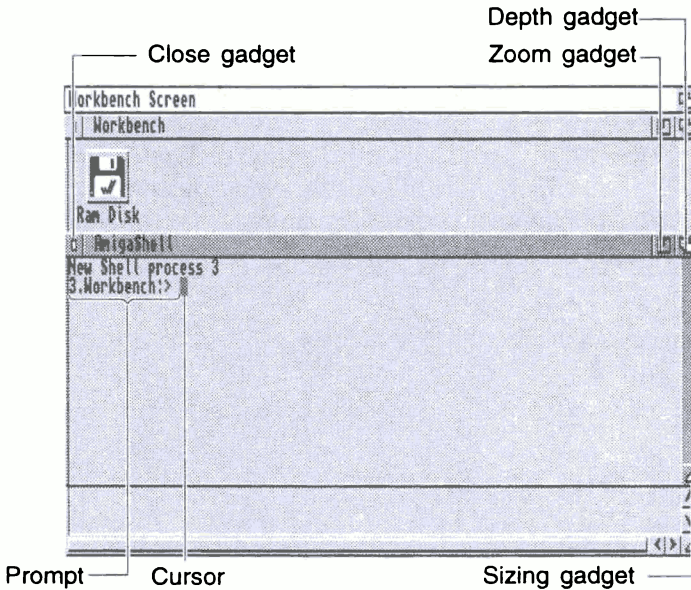 Depth gadget
Close gadget
Zoom gadget
Workbench Screen
Workbench
Ram Disk
AmigaShell
New Shell process 3
3.Workbench:>
Prompt
Cursor
Sizing gadget